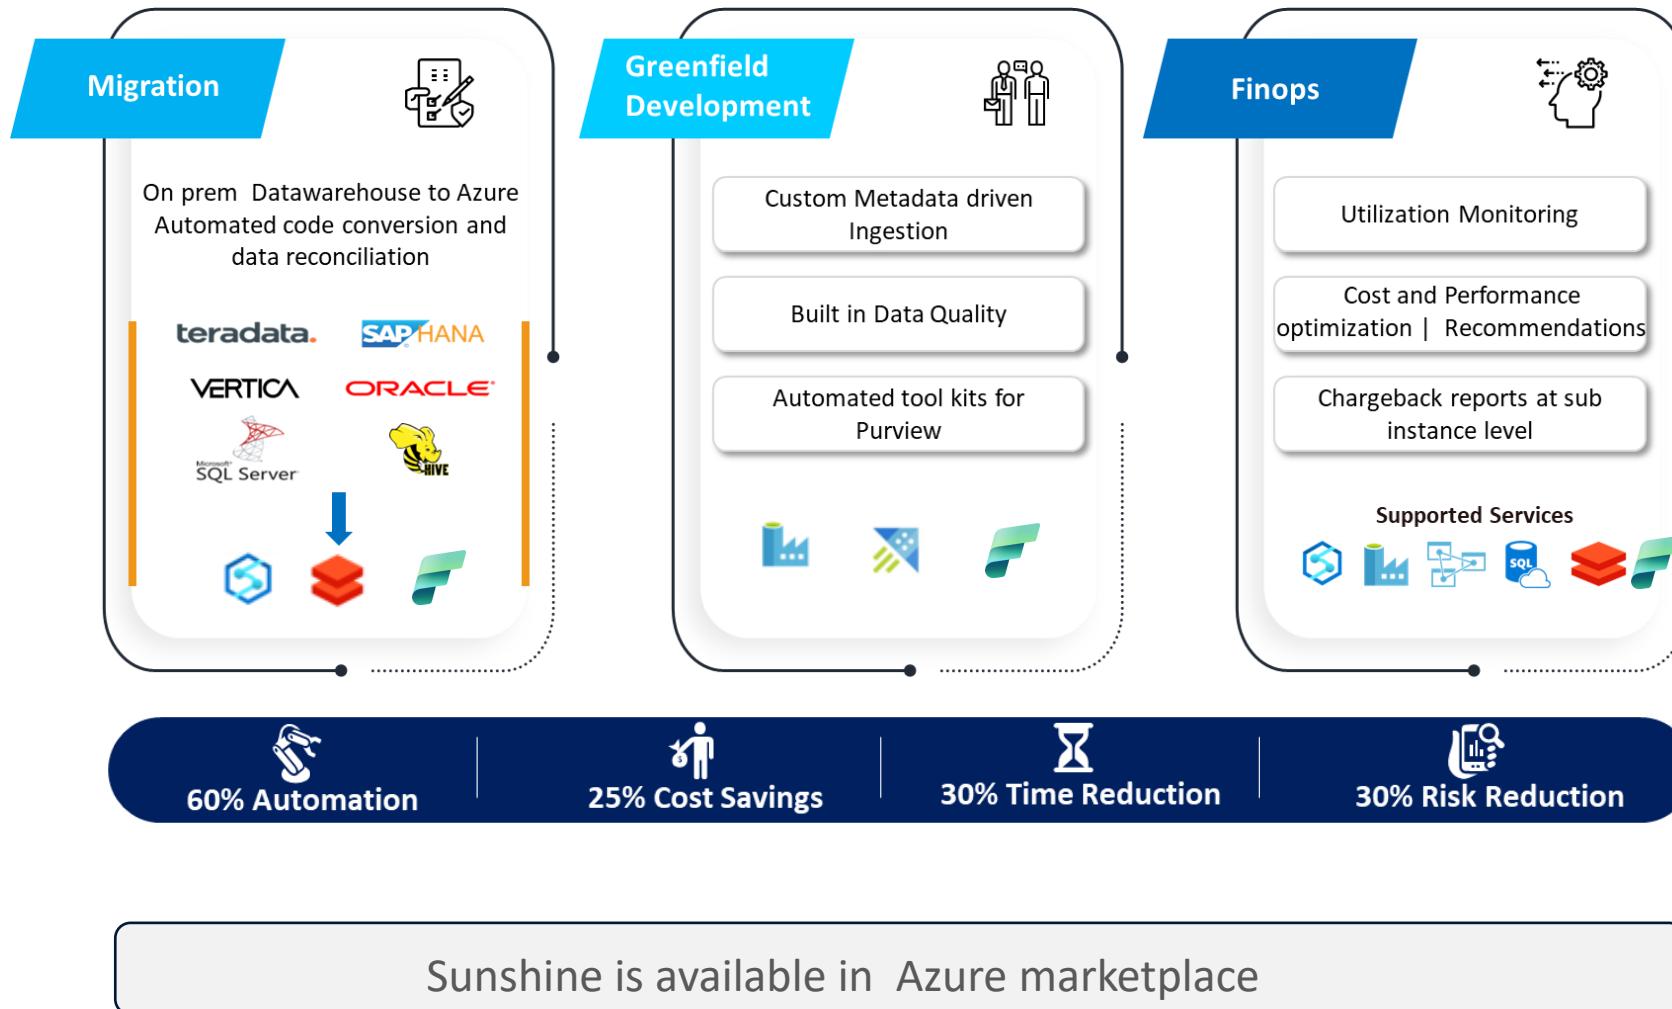 Migration
On prem  Datawarehouse to Azure
Automated code conversion and
data reconciliation
teradata.
SAP HANA
VERTICA
ORACLE
Microsoft
SQL Server
HIVE
Greenfield
Development
Custom Metadata driven
Ingestion
Built in Data Quality
Automated tool kits for
Purview
Finops
Utilization Monitoring
Cost and Performance
optimization |  Recommendations
Chargeback reports at sub
instance level
Supported Services
SQL
60% Automation
25% Cost Savings
30% Time Reduction
30% Risk Reduction
Sunshine is available in  Azure marketplace